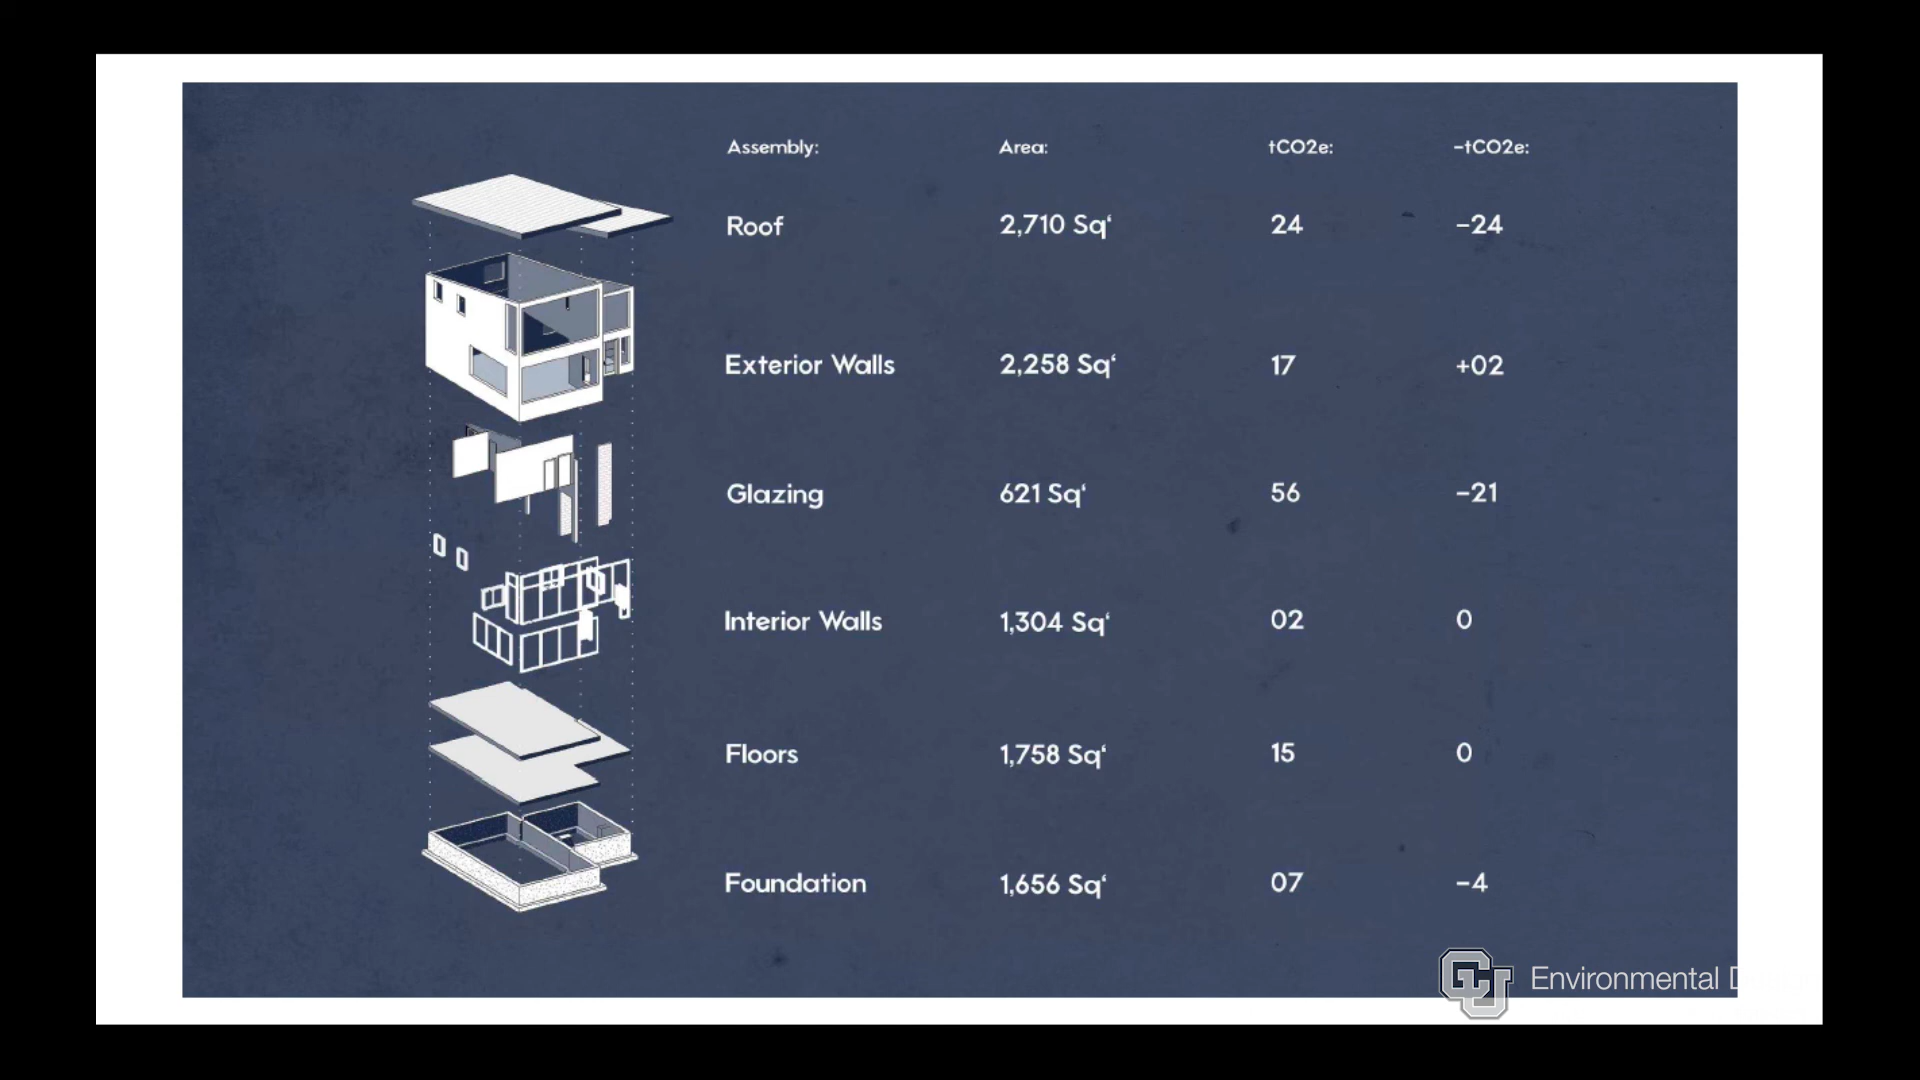 Assembly: Area: tCO2e: -tCO2e:
Roof 2,710 Sq‘ 24 -24
Exterior Walls 2,258 Sq‘ 17 +02
Glazing 621 Sq‘ 56 -21
Interior Walls 1,304 Sq‘ 02 0
Floors 1,758 Sq‘ 15 0
Foundation 1,656 Sq‘ 07 -4
CU Environmental